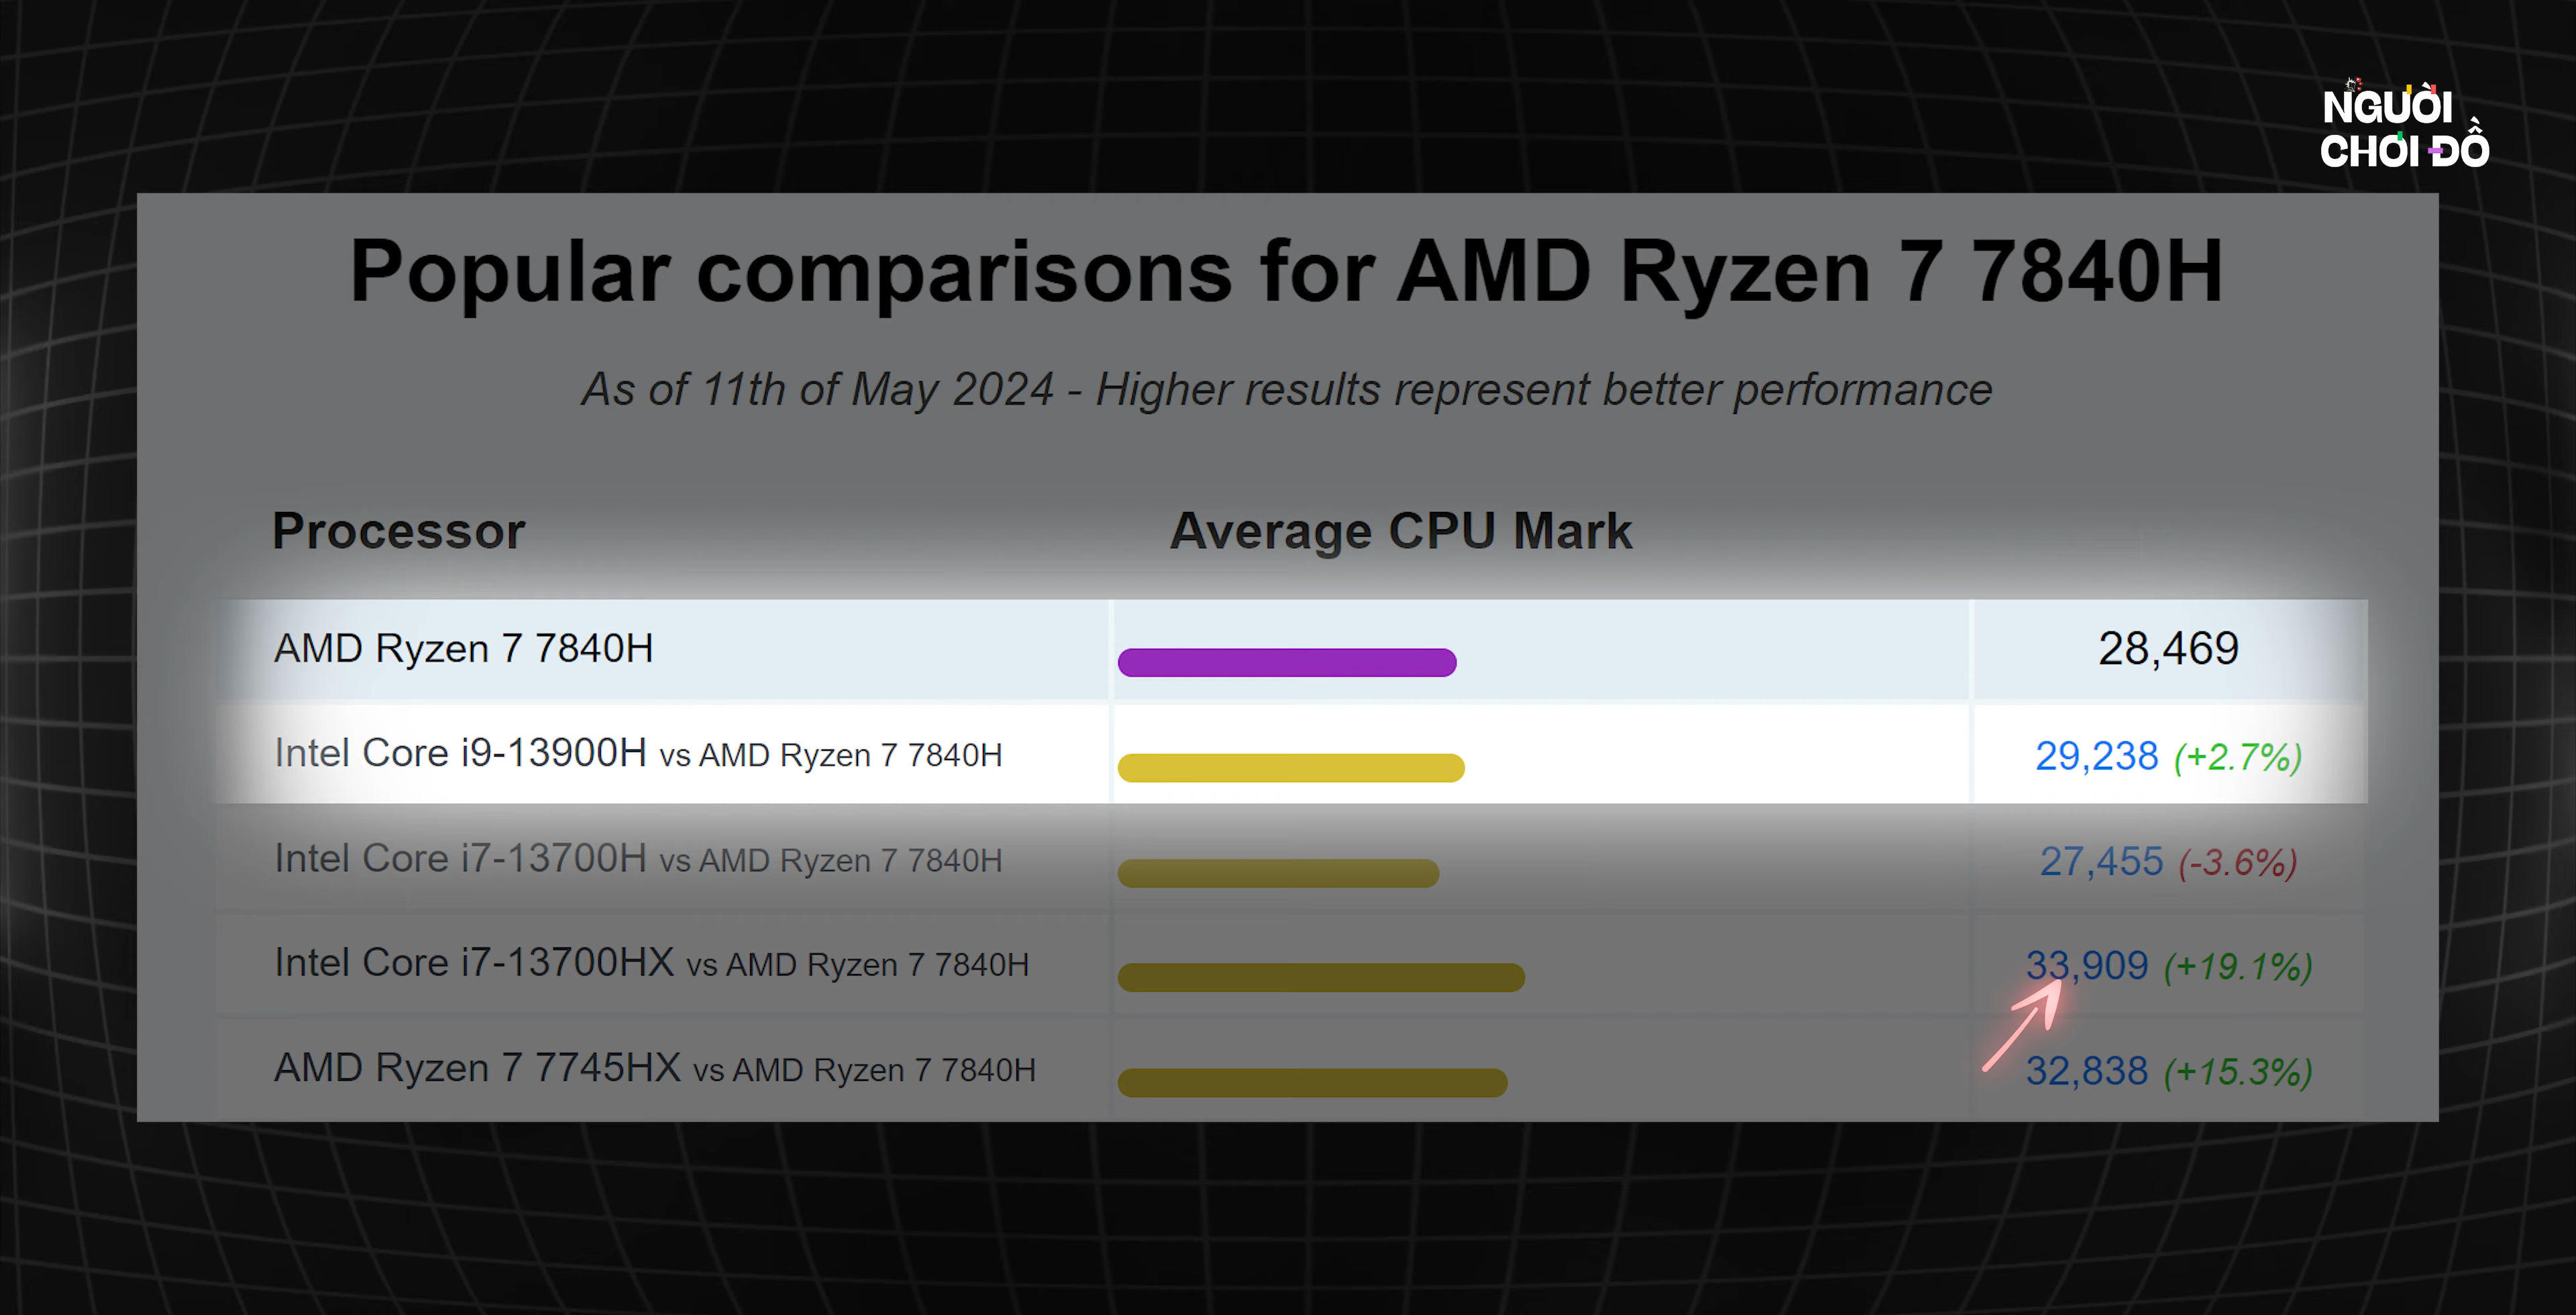 NGƯỜI
CHƠI ĐỒ
Popular comparisons for AMD Ryzen 7 7840H
As of 11th of May 2024 - Higher results represent better performance
Processor Average CPU Mark
AMD Ryzen 7 7840H 28,469
Intel Core i9-13900H vs AMD Ryzen 7 7840H 29,238 (+2.7%)
Intel Core i7-13700H vs AMD Ryzen 7 7840H 27,455 (-3.6%)
Intel Core i7-13700HX vs AMD Ryzen 7 7840H 33,909 (+19.1%)
AMD Ryzen 7 7745HX vs AMD Ryzen 7 7840H 32,838 (+15.3%)